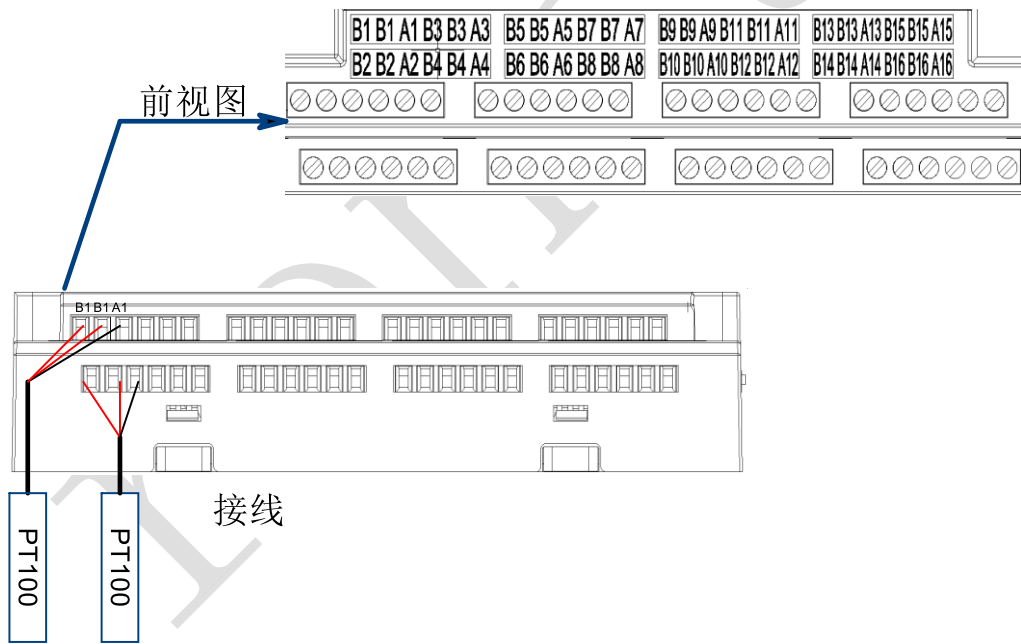 B1 B1 A1 B3 B3 A3 B5 B5 A5 B7 B7 A7 B9 B9 A9 B11 B11 A11 B13 B13 A13 B15 B15 A15
B2 B2 A2 B4 B4 A4 B6 B6 A6 B8 B8 A8 B10 B10 A10 B12 B12 A12 B14 B14 A14 B16 B16 A16
前视图
B1 B1 A1
接线
PT100
PT100